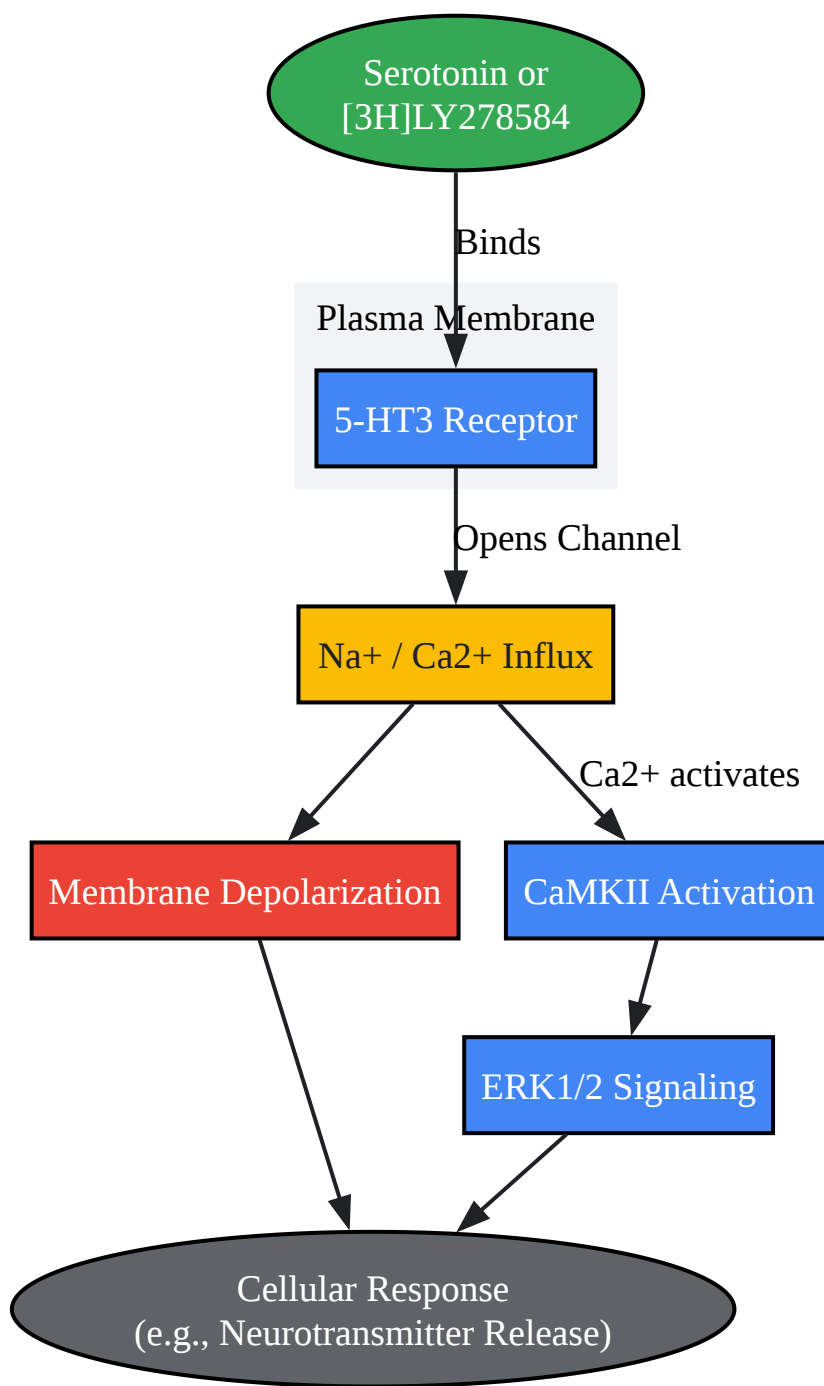 Serotonin or
[3H]LY278584
Binds
Plasma Membrane
5-HT3 Receptor
Opens Channel
Na+ / Ca2+ Influx
Ca2+ activates
Membrane Depolarization
CaMKII Activation
ERK1/2 Signaling
Cellular Response
(e.g., Neurotransmitter Release)